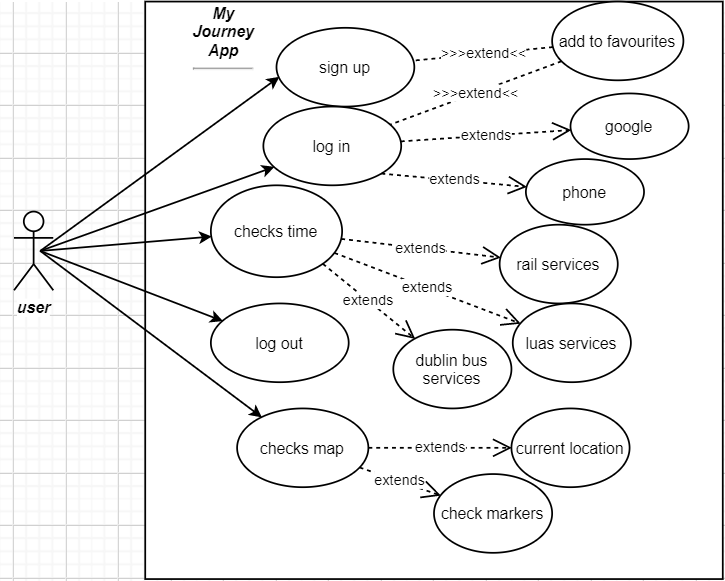 My
Journey
App
sign up
>>>extend<<
add to favourites
>>>extend<<
log in
extends
google
extends
phone
checks time
extends
rail services
extends
extends
luas services
log out
dublin bus
services
user
checks map
extends
current location
extends
check markers